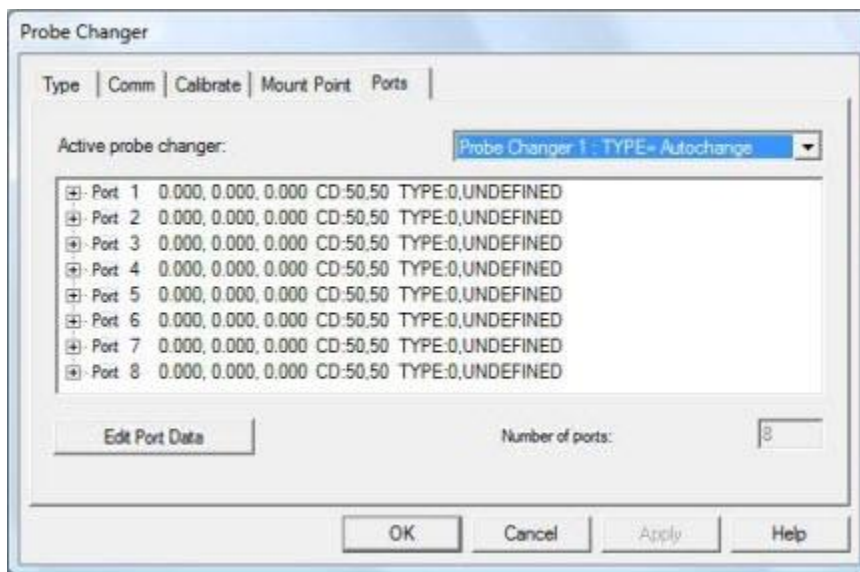 Probe Changer
Type Comm Calibrate Mount Point Ports
Active probe changer: Probe Changer 1 : TYPE= Autochange
Port 1 0.000, 0.000, 0.000 CD:50,50 TYPE:0,UNDEFINED
Port 2 0.000, 0.000, 0.000 CD:50,50 TYPE:0,UNDEFINED
Port 3 0.000, 0.000, 0.000 CD:50,50 TYPE:0,UNDEFINED
Port 4 0.000, 0.000, 0.000 CD:50,50 TYPE:0,UNDEFINED
Port 5 0.000, 0.000, 0.000 CD:50,50 TYPE:0,UNDEFINED
Port 6 0.000, 0.000, 0.000 CD:50,50 TYPE:0,UNDEFINED
Port 7 0.000, 0.000, 0.000 CD:50,50 TYPE:0,UNDEFINED
Port 8 0.000, 0.000, 0.000 CD:50,50 TYPE:0,UNDEFINED
Edit Port Data Number of ports: 8
OK Cancel Apply Help